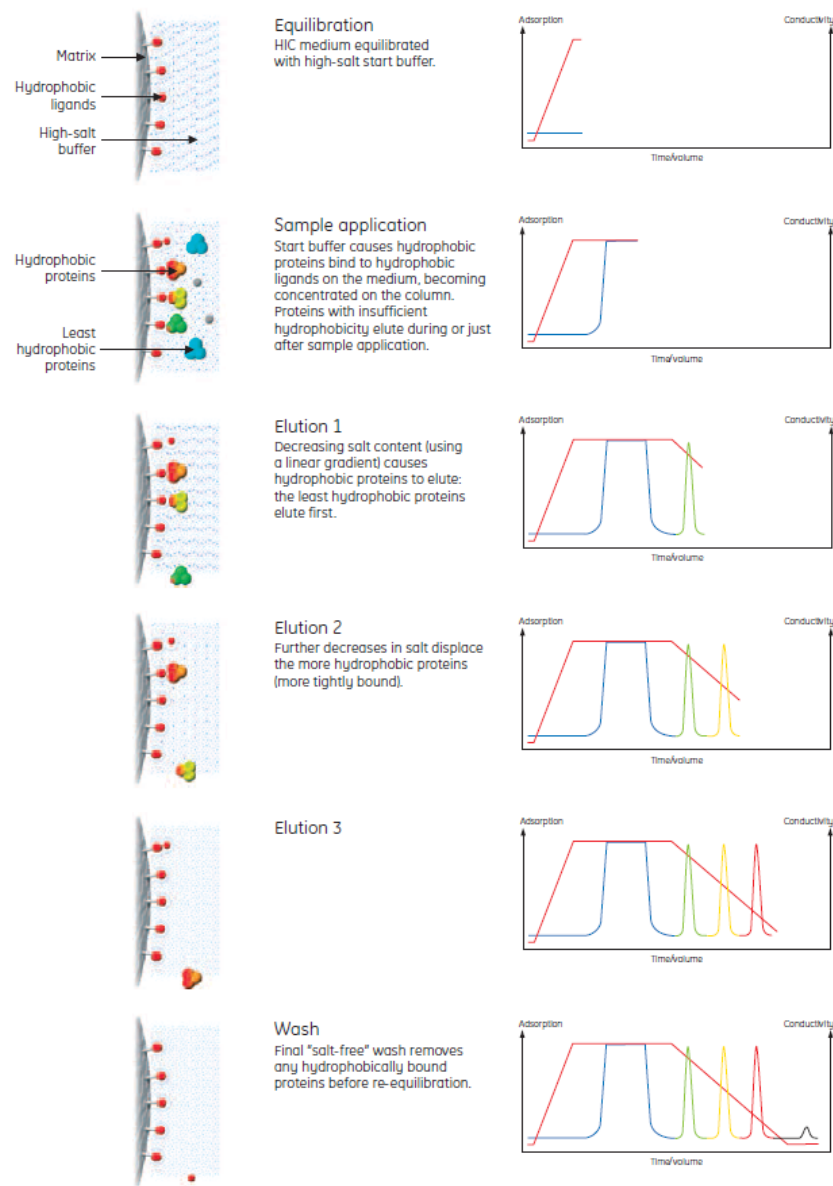 Equilibration
HIC medium equilibrated
with high-salt start buffer.
Matrix
Hydrophobic
ligands
High-salt
buffer
Adsorption
Conductivity
Time/volume
Sample application
Start buffer causes hydrophobic
proteins bind to hydrophobic
ligands on the medium, becoming
concentrated on the column.
Proteins with insufficient
hydrophobicity elute during or just
after sample application.
Hydrophobic
proteins
Least
hydrophobic
proteins
Adsorption
Conductivity
Time/volume
Elution 1
Decreasing salt content (using
a linear gradient) causes
hydrophobic proteins to elute:
the least hydrophobic proteins
elute first.
Adsorption
Conductivity
Time/volume
Elution 2
Further decreases in salt displace
the more hydrophobic proteins
(more tightly bound).
Adsorption
Conductivity
Time/volume
Elution 3
Adsorption
Conductivity
Time/volume
Wash
Final "salt-free" wash removes
any hydrophobically bound
proteins before re-equilibration.
Adsorption
Conductivity
Time/volume